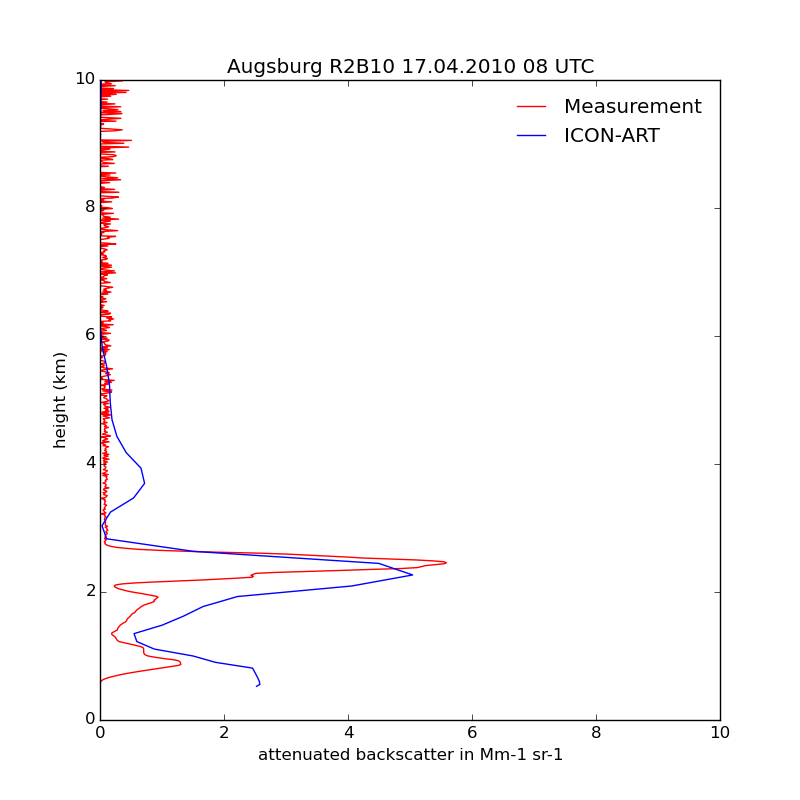 Augsburg R2B10 17.04.2010 08 UTC
Measurement
ICON-ART
10
8
6
4
2
0
height (km)
0 2 4 6 8 10
attenuated backscatter in Mm-1 sr-1